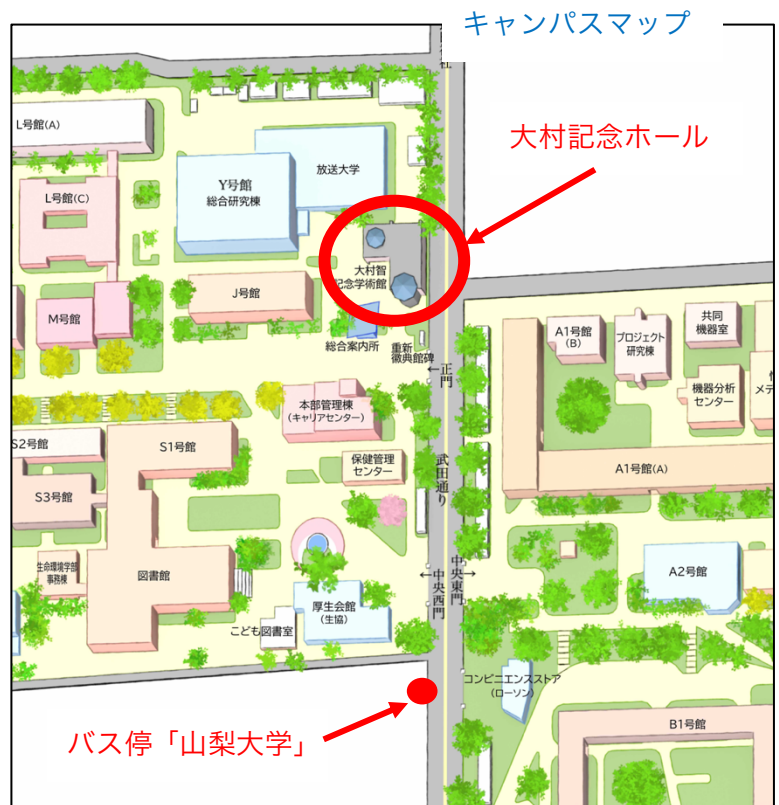 キャンパスマップ
社
大村記念ホール
L号館(A)
放送大学
Y号館
総合研究棟
L号館(C)
大村智
記念学術館
J号館
M号館
総合案内所
重新
徽典館碑
←正門
A1号館
(B)
プロジェクト
研究棟
共同
機器室
機器分析
センター
メデ
本部管理棟
(キャリアセンター)
S2号館
S1号館
保健管理
センター
武田通り
A1号館(A)
S3号館
生命環境学部
事務棟
図書館
中央西門
←
中央東門
→
A2号館
厚生会館
(生協)
こども図書室
コンビニエンスストア
(ローソン)
バス停「山梨大学」
B1号館